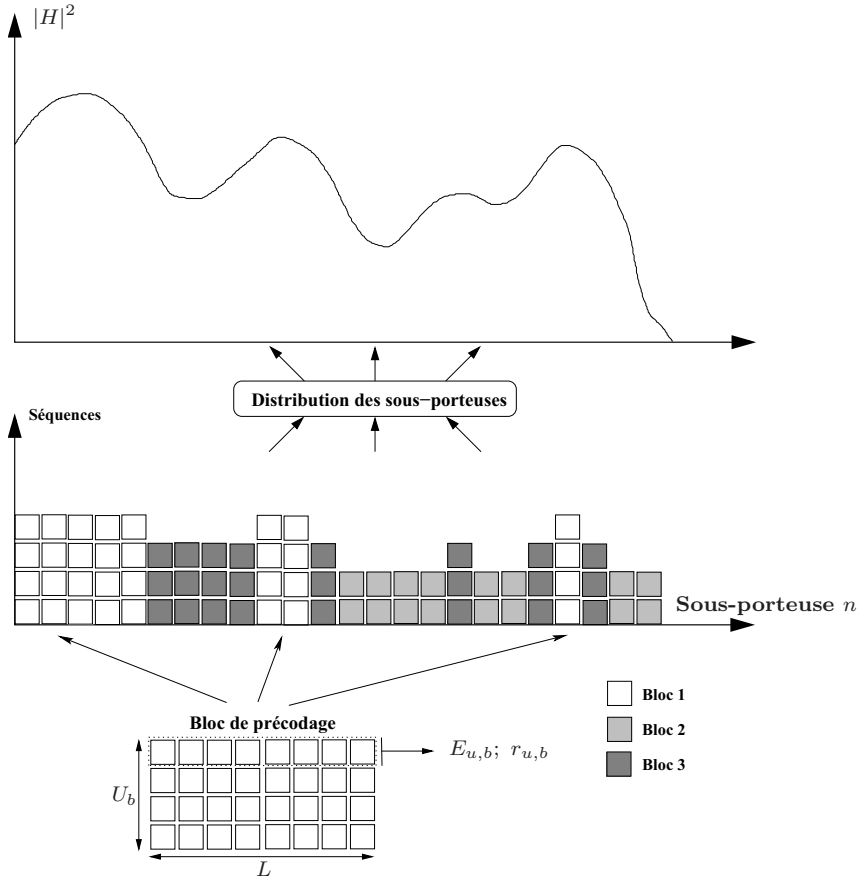 |H|²
Distribution des sous−porteuses
Séquences
Sous-porteuse n
Bloc 1
Bloc de précodage
Bloc 2
E_{u,b}; r_{u,b}
Bloc 3
U_b
L